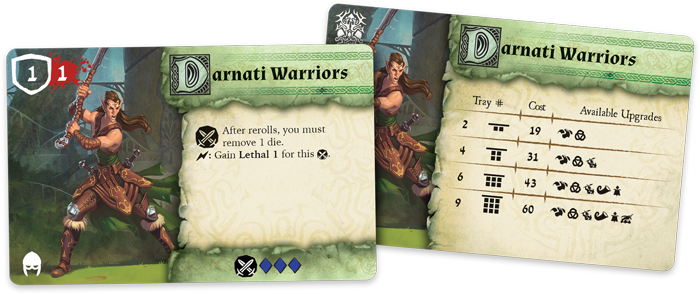 1 1
Darnati Warriors
After rerolls, you must
remove 1 die.
: Gain Lethal 1 for this .
Darnati Warriors
Tray # Cost Available Upgrades
2 19
4 31
6 43
9 60